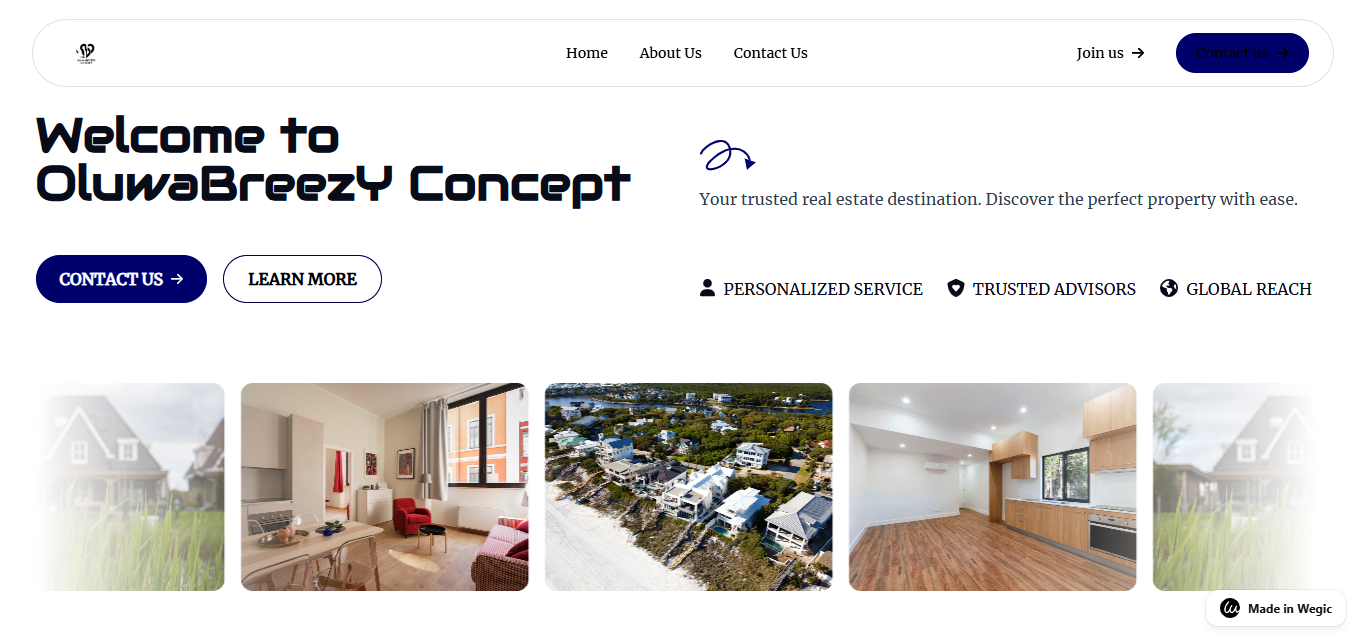 Home About Us Contact Us Join us Contact us
Welcome to
OluwaBreezY Concept
Your trusted real estate destination. Discover the perfect property with ease.
CONTACT US LEARN MORE
PERSONALIZED SERVICE TRUSTED ADVISORS GLOBAL REACH
Made in Wegic